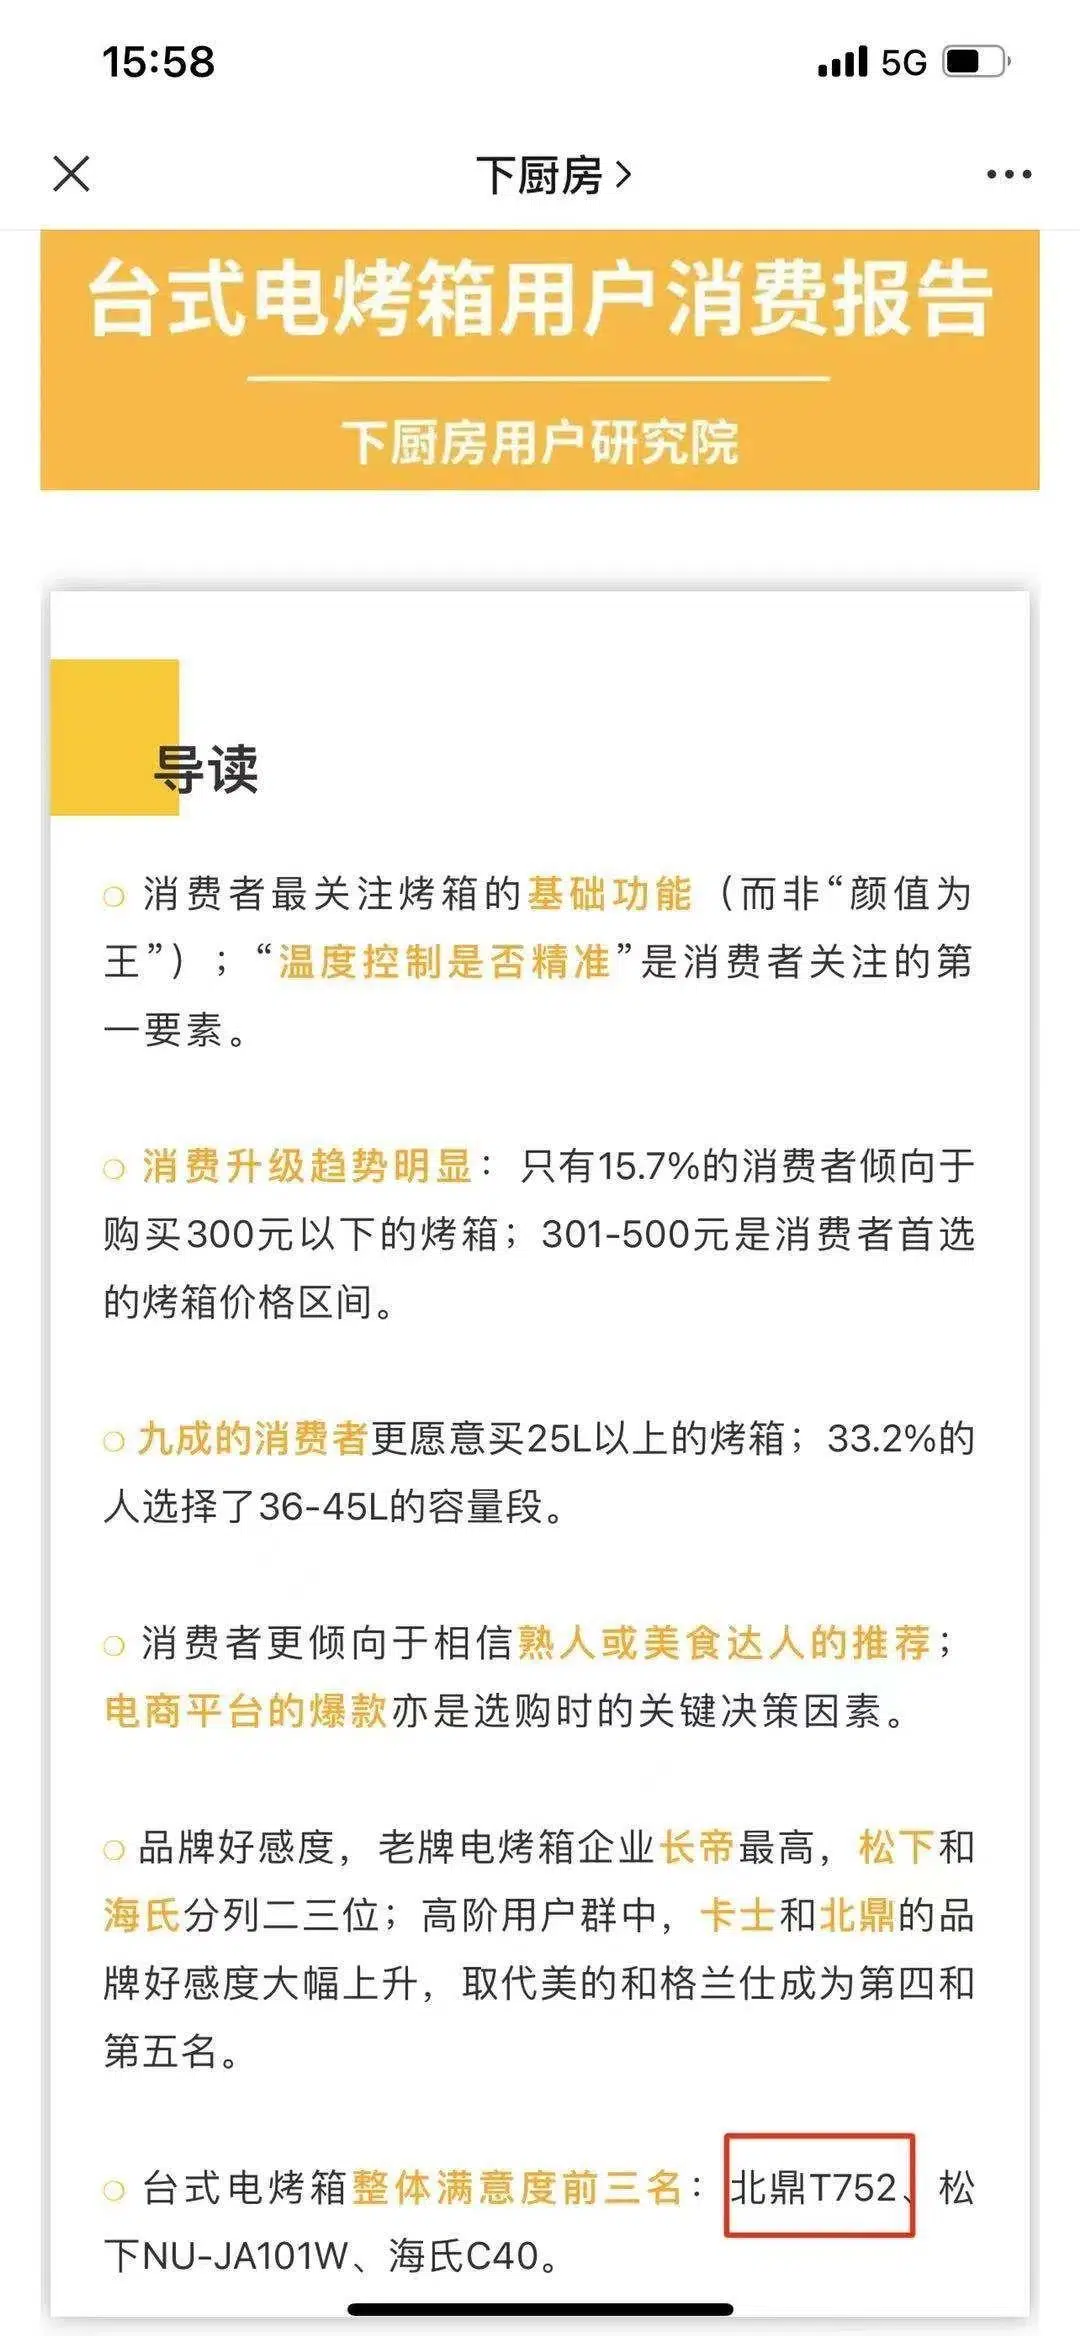 15:58
5G
下厨房
台式电烤箱用户消费报告
下厨房用户研究院
导读
消费者最关注烤箱的基础功能（而非“颜值为
王”）；“温度控制是否精准”是消费者关注的第
一要素。
消费升级趋势明显：只有15.7%的消费者倾向于
购买300元以下的烤箱；301-500元是消费者首选
的烤箱价格区间。
九成的消费者更愿意买25L以上的烤箱；33.2%的
人选择了36-45L的容量段。
消费者更倾向于相信熟人或美食达人的推荐；
电商平台的爆款亦是选购时的关键决策因素。
品牌好感度，老牌电烤箱企业长帝最高，松下和
海氏分列二三位；高阶用户群中，卡士和北鼎的品
牌好感度大幅上升，取代美的和格兰仕成为第四和
第五名。
台式电烤箱整体满意度前三名：北鼎T752、松
下NU-JA101W、海氏C40。